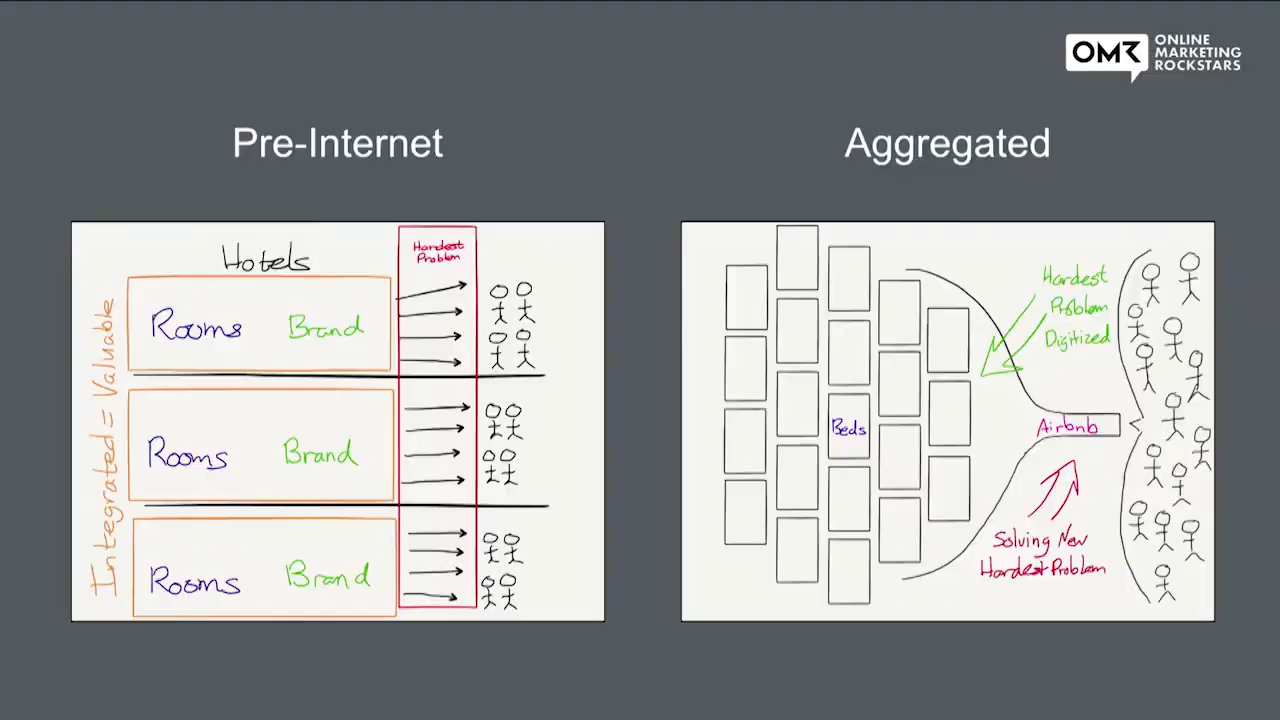 OMR
ONLINE
MARKETING
ROCKSTARS
Pre-Internet
Hotels
Hardest
Problem
Integrated = Valuable
Rooms Brand
Rooms Brand
Rooms Brand
Aggregated
Hardest
Problem
Digitized
Beds
Airbnb
Solving New
Hardest Problem